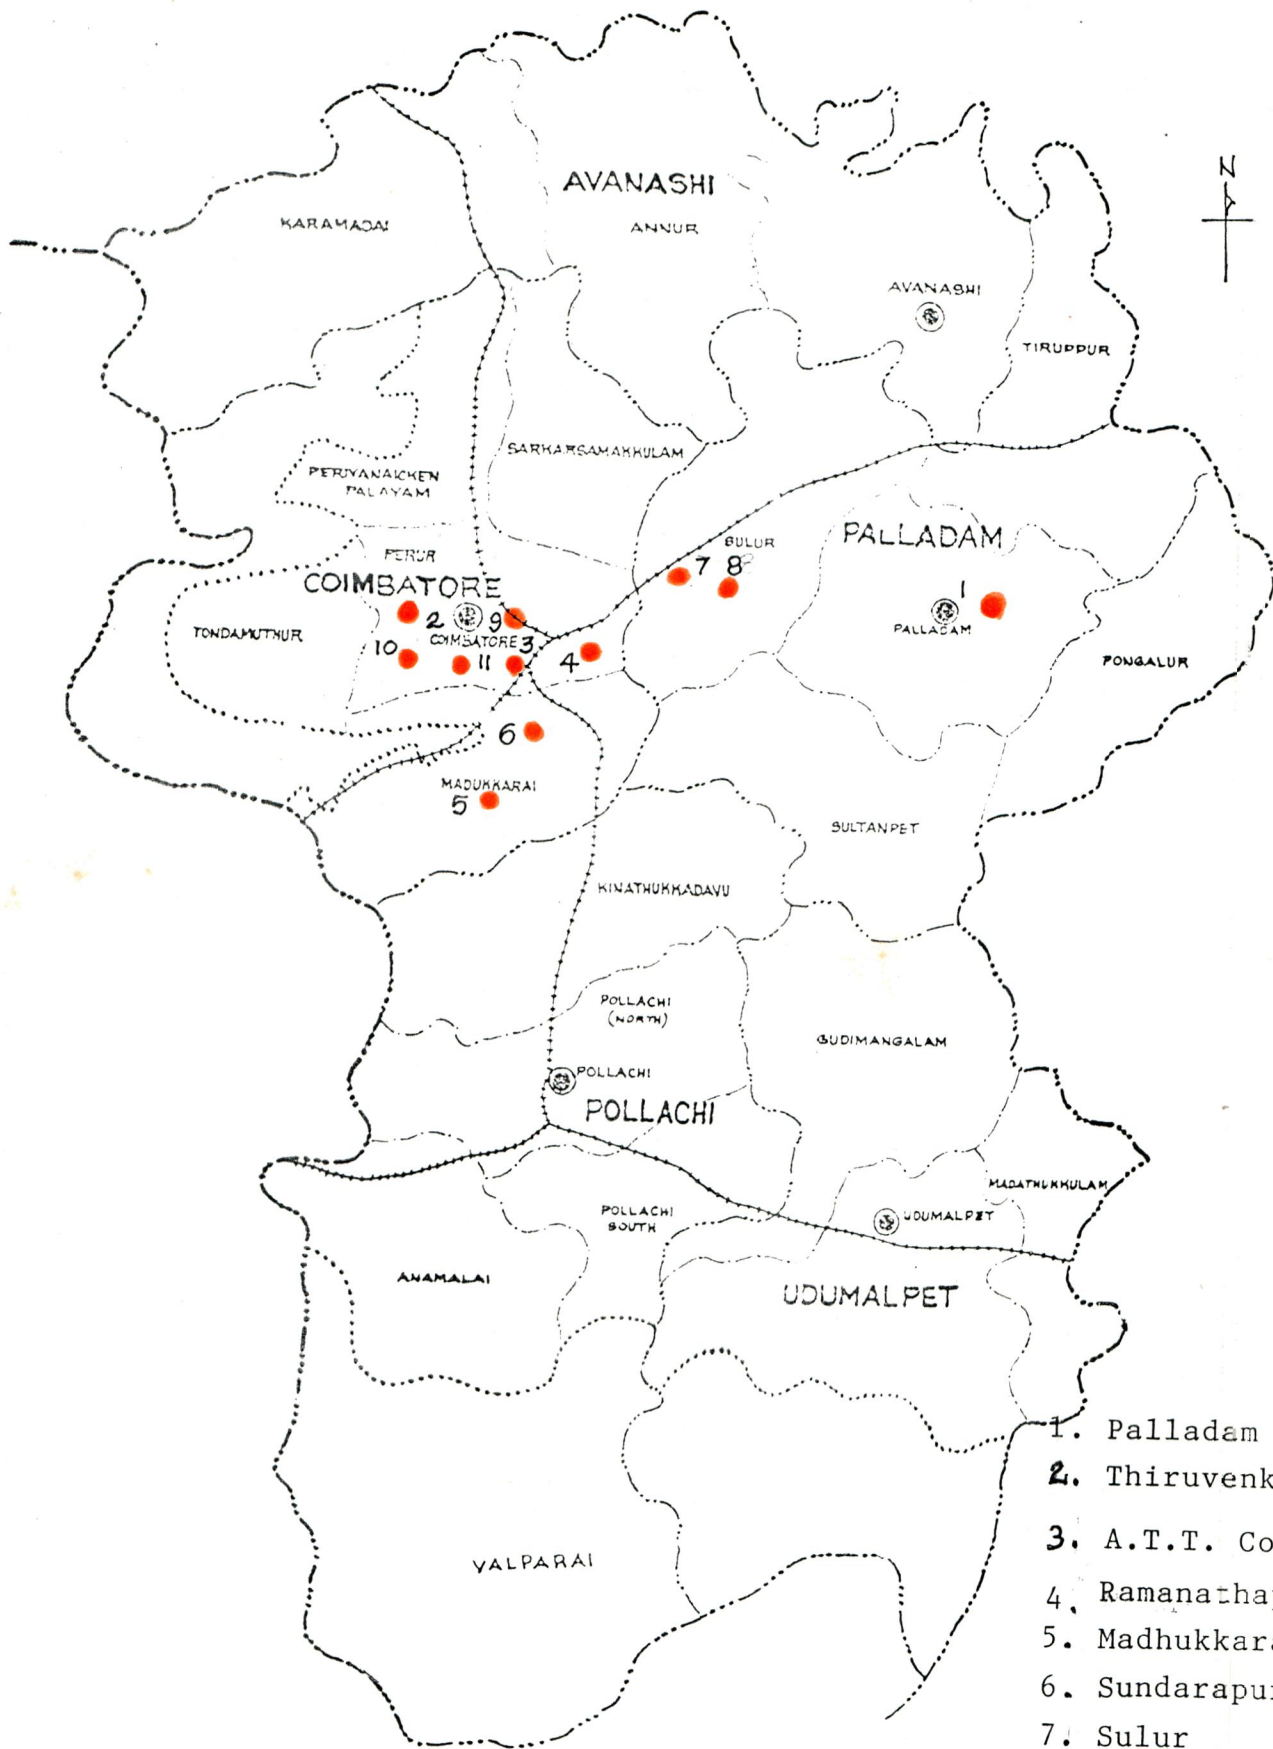 AVANASHI
N
KARAMADAI
ANNUR
AVANASHI
TIRUPPUR
SARKARSAMAKKULAM
PERIYANAICKEN
PALAYAM
SULUR
PALLADAM
PERUR
7 8
COIMBATORE
1
2
9
TONDAMUTHUR
PALLADAM
COIMBATORE 3
10
11
4
PONGALUR
6
MADUKKARAI
5
SULTANPET
KINATHUKKADAVU
POLLACHI
(NORTH)
GUDIMANGALAM
POLLACHI
POLLACHI
MADATHUKKULAM
POLLACHI
SOUTH
UDUMALPET
ANAMALAI
UDUMALPET
VALPARAI
1. Palladam
2. Thiruvenk
3. A.T.T. Co
4. Ramanatha
5. Madhukkara
6. Sundarapu
7. Sulur